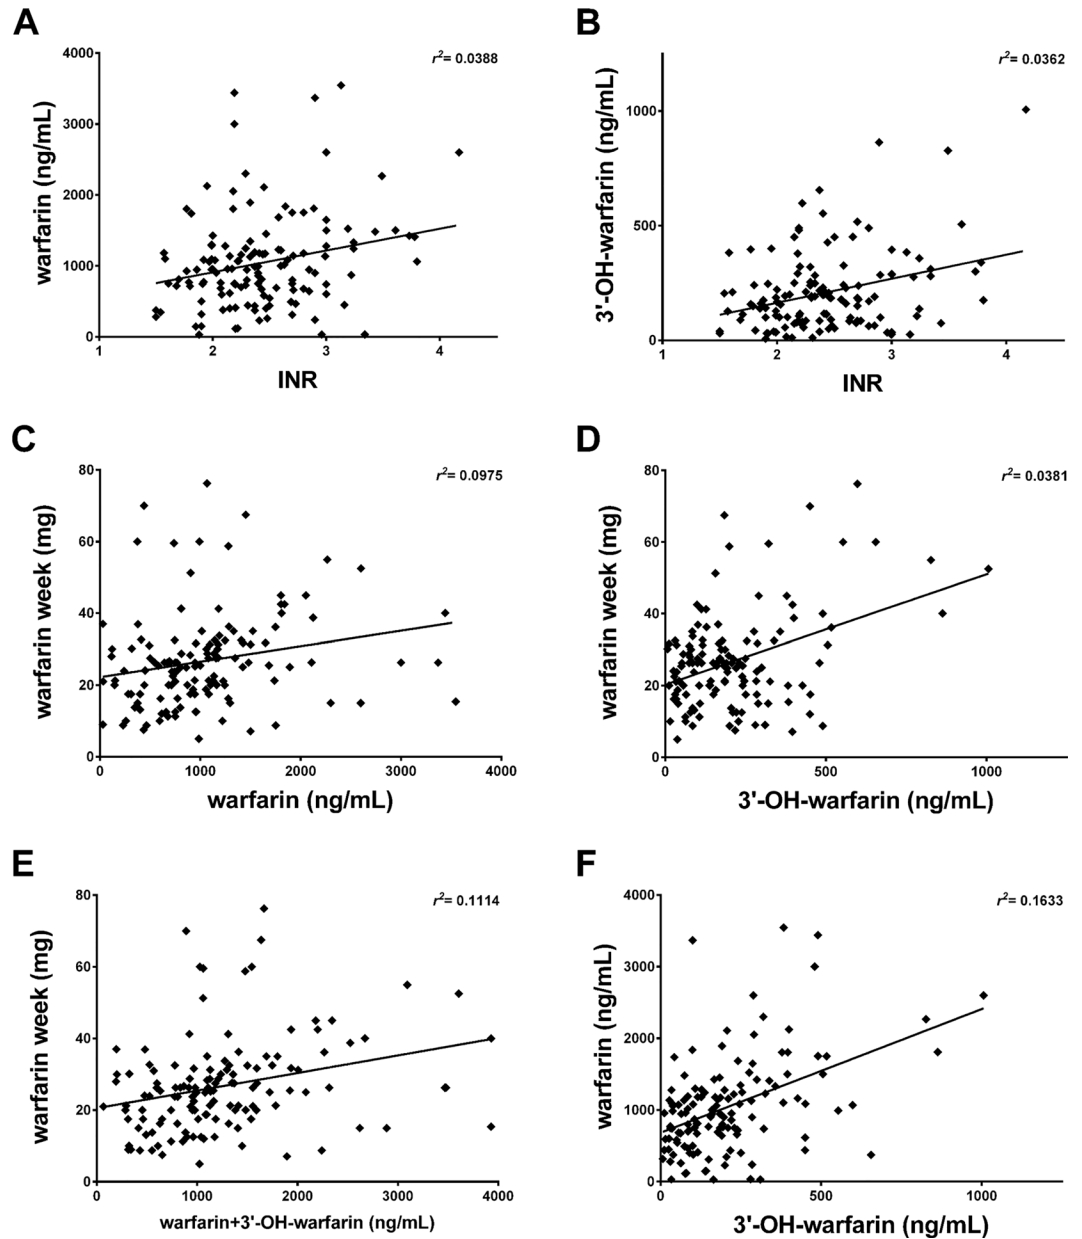 A
r²= 0.0388
warfarin (ng/mL)
4000
3000
2000
1000
0
1
2
3
4
INR
B
r²= 0.0362
3'-OH-warfarin (ng/mL)
1000
500
0
1
2
3
4
INR
C
r²= 0.0975
warfarin week (mg)
80
60
40
20
0
0
1000
2000
3000
4000
warfarin (ng/mL)
D
r²= 0.0381
warfarin week (mg)
80
60
40
20
0
0
500
1000
3'-OH-warfarin (ng/mL)
E
r²= 0.1114
warfarin week (mg)
80
60
40
20
0
0
1000
2000
3000
4000
warfarin+3'-OH-warfarin (ng/mL)
F
r²= 0.1633
warfarin (ng/mL)
4000
3000
2000
1000
0
0
500
1000
3'-OH-warfarin (ng/mL)